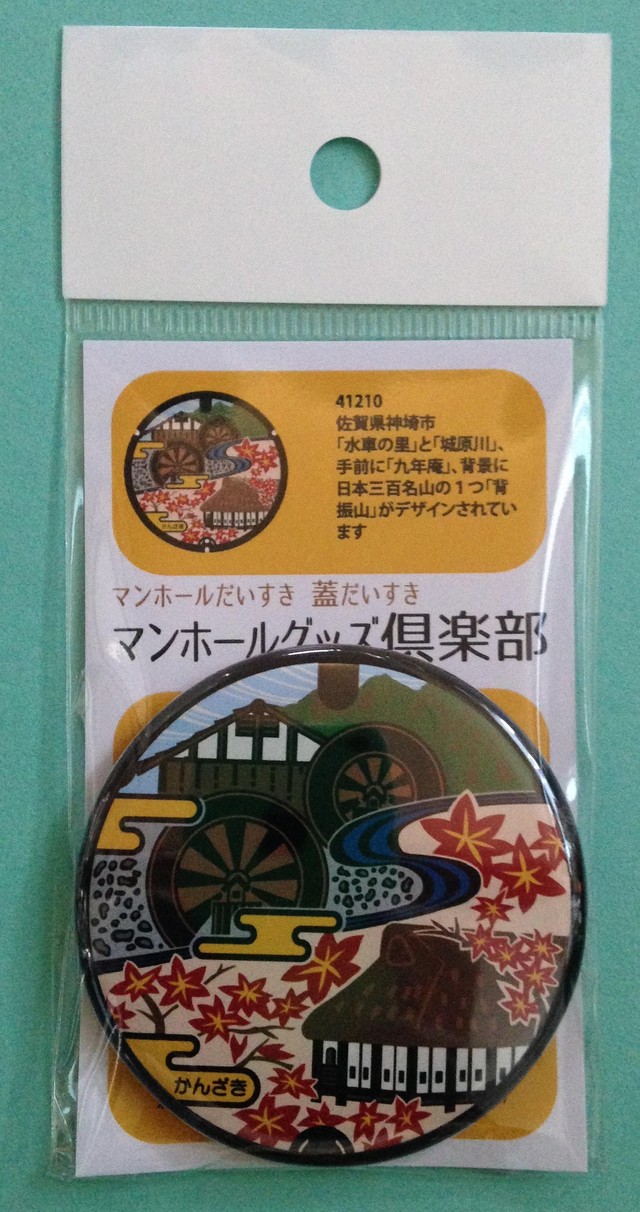 41210
佐賀県神埼市
「水車の里」と「城原川」、
手前に「九年庵」、背景に
日本三百名山の１つ「背
振山」がデザインされてい
ます
かんざき
マンホールだいすき 蓋だいすき
マンホールグッズ倶楽部
かんざき